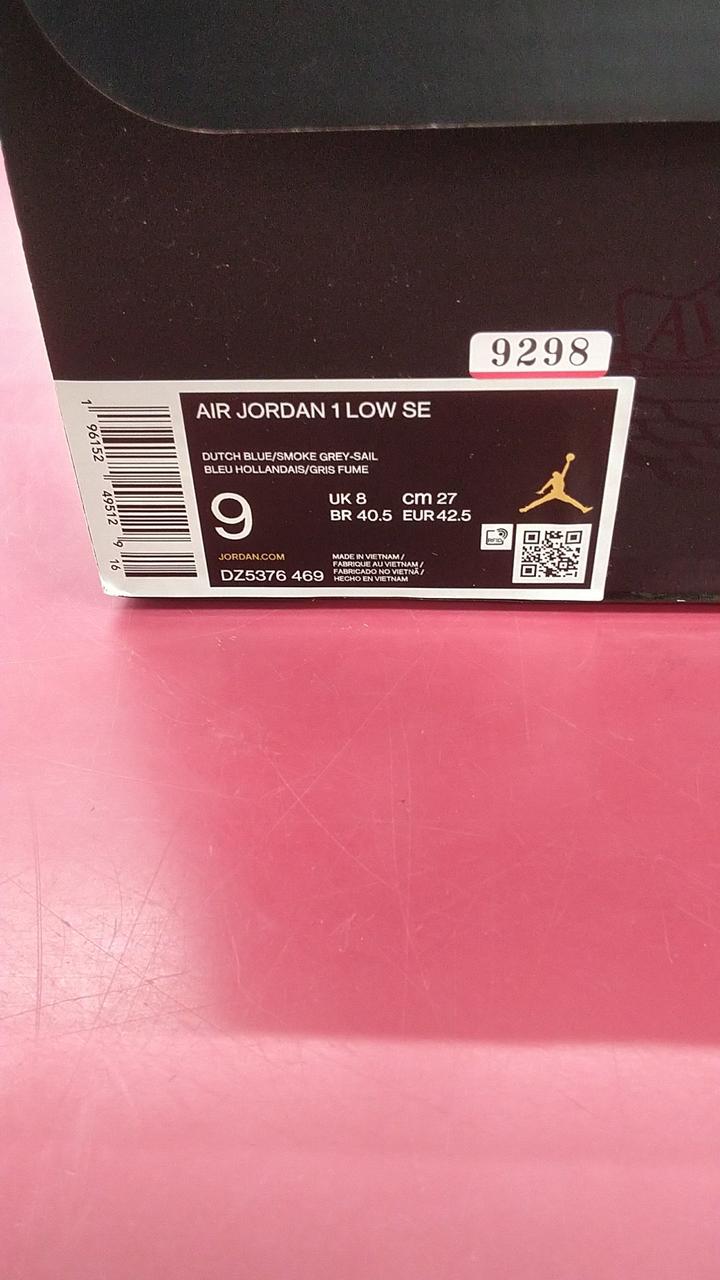 9298
AIR JORDAN 1 LOW SE
DUTCH BLUE/SMOKE GREY-SAIL
BLEU HOLLANDAIS/GRIS FUME
9
UK 8 cm 27
BR 40.5 EUR 42.5
JORDAN.COM
DZ5376 469
MADE IN VIETNAM /
FABRIQUE AU VIETNAM /
FABRICADO NO VIETNÃ /
HECHO EN VIETNAM
RFID
1 96152 49512 9 16